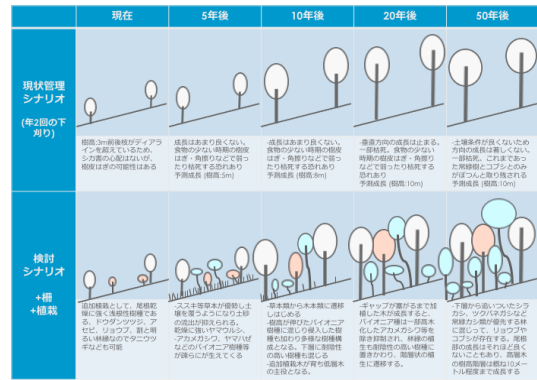 現在
5年後
10年後
20年後
50年後
現状管理
シナリオ
(年2回の下
刈り)
樹高:3m前後枝がディアラ
インを超えているため、
シカ害の心配はないが、
樹皮はぎの可能性はある
成長はあまり良くない。
食物の少ない時期の樹皮
はぎ・角擦りなどで弱っ
たり枯死する恐れあり
予測成長 (樹高:5m)
-成長はあまり良くない。
食物の少ない時期の樹皮
はぎ・角擦りなどで弱っ
たり枯死する恐れあり
予測成長 (樹高:8m)
-垂直方向の成長は止まる。
一部枯死。食物の少ない
時期の樹皮はぎ・角擦り
などで弱ったり枯死する
恐れあり
予測成長 (樹高:10m)
-土壌条件が良くないため
方向の成長は著しくない。
一部枯死。これまであっ
た常緑樹とコブシとのみ
がぽつんと取り残される
予測成長 (樹高:10m)
検討
シナリオ
+柵
+植栽
追加植栽として、尾根乾
燥に強く浅根性樹種であ
る、ドウダンツツジ、ア
セビ、リョウブ、割と明
るい林なのでタニウツ
ギなども可能
-ススキ等草本が優勢し土
壌を覆うようになり土砂
の流出が抑えられる。
乾燥に強いヤマウルシ、
-アカメガシワ、ヤマハゼ
などのパイオニア樹種等
が疎らにが生えてくる
-草本類から木本類に遷移
しはじめる
-樹高が伸びたパイオニア
樹種に混じり侵入した樹
種も加わり多様な樹種構
成となる。下層に耐陰性
の高い樹種も混じる
-追加植栽木が育ち低層木
の主役となる。
-ギャップが塞がるまで植
栽した木が成長すると、
パイオニア種は一部高木
化したアカメガシワ等を
除き抑制され、林縁の植
生も耐陰性の高い樹種に
置きかわり、階層状の植
生に遷移する。
-下層から追いついたシラ
カシ、ツクバネガシなど
常緑カシ類が優先する林
に混じって、リョウブや
コブシが存在する。尾根
部の成長はそれほど良く
ないこともあり、高層木
の樹高階層は概ね10メー
トル程度まで成長する